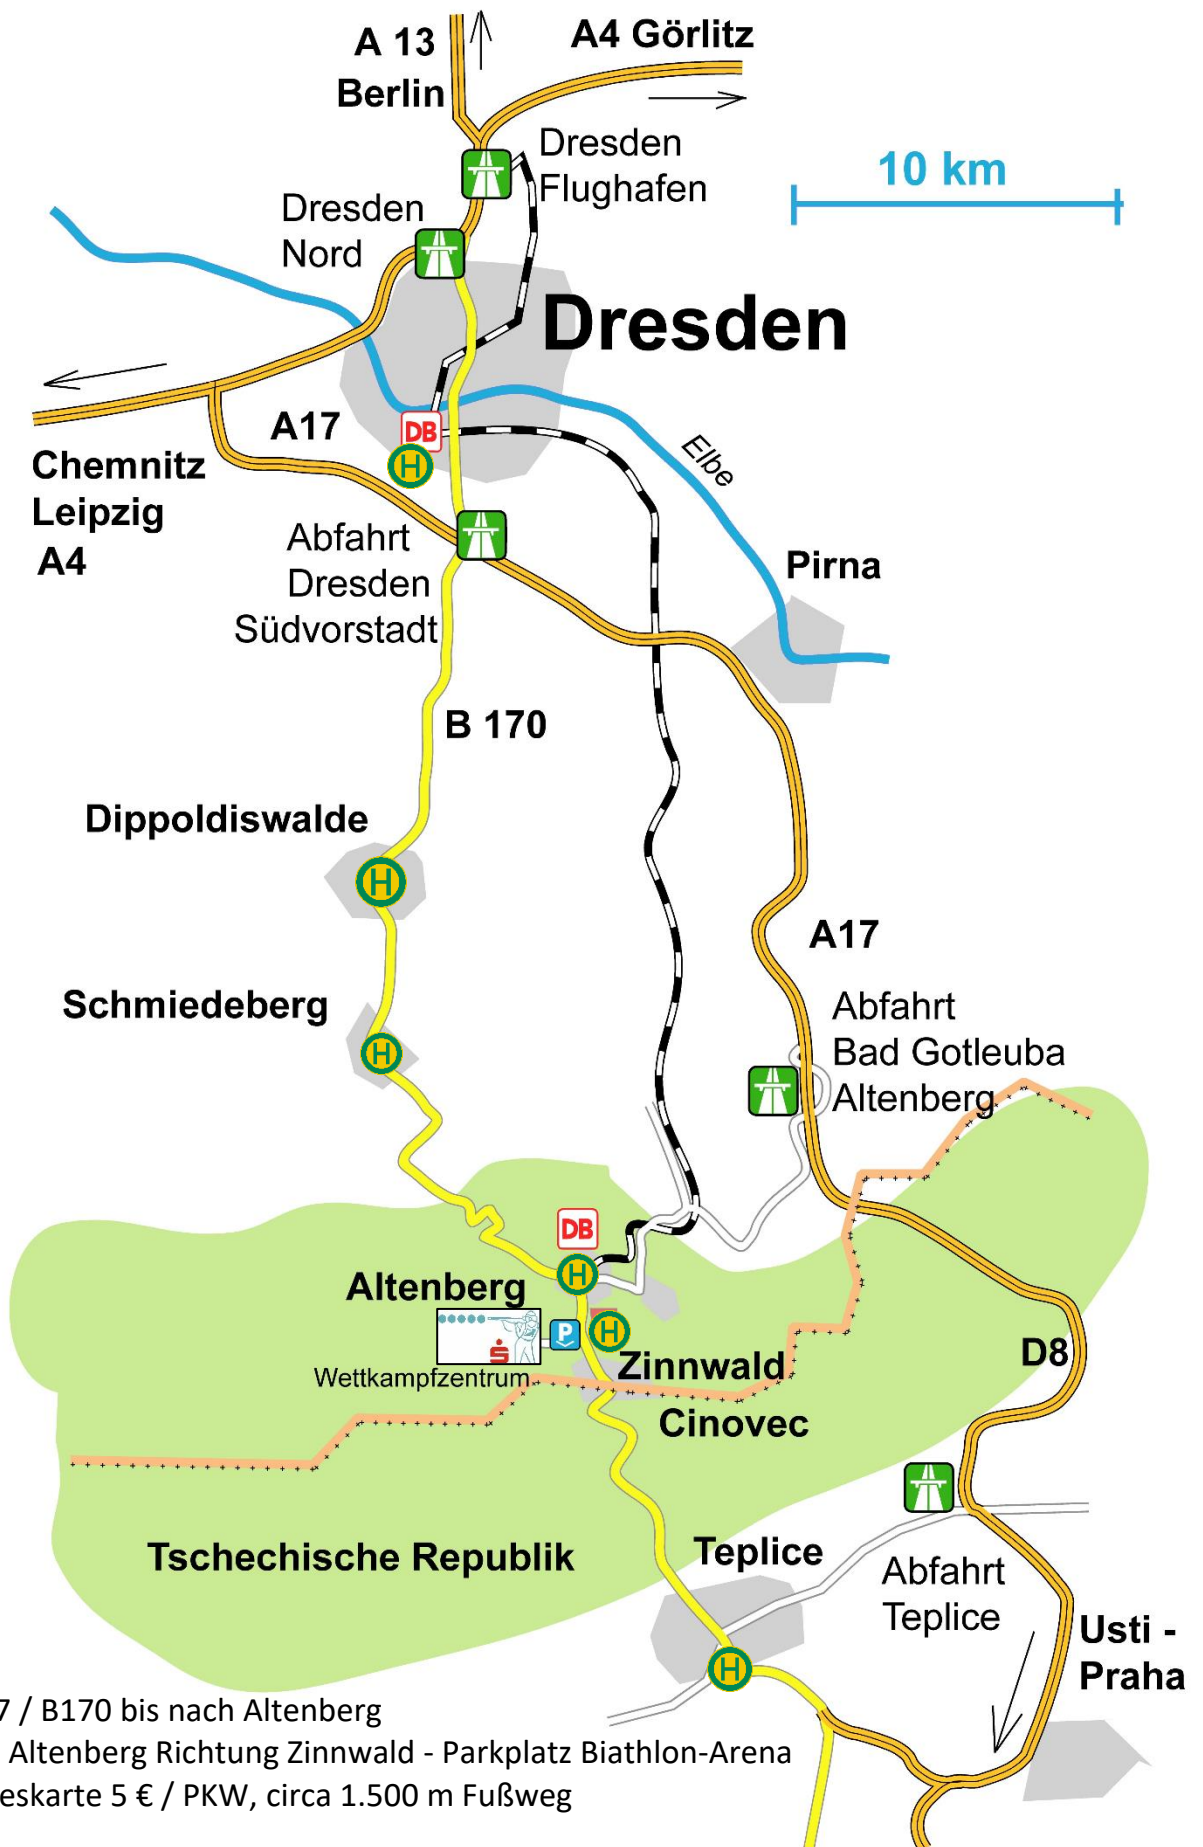 A 13
Berlin
A4 Görlitz
Dresden
Flughafen
10 km
Dresden
Nord
Dresden
A17
DB
H
Chemnitz
Leipzig
A4
Elbe
Abfahrt
Dresden
Südvorstadt
Pirna
B 170
Dippoldiswalde
H
A17
Schmiedeberg
H
Abfahrt
Bad Gotleuba
Altenberg
DB
Altenberg
H
P
H
S
Wettkampfzentrum
Zinnwald
Cinovec
D8
Tschechische Republik
Teplice
Abfahrt
Teplice
H
Usti -
Praha
7 / B170 bis nach Altenberg
Altenberg Richtung Zinnwald - Parkplatz Biathlon-Arena
eskarte 5 € / PKW, circa 1.500 m Fußweg